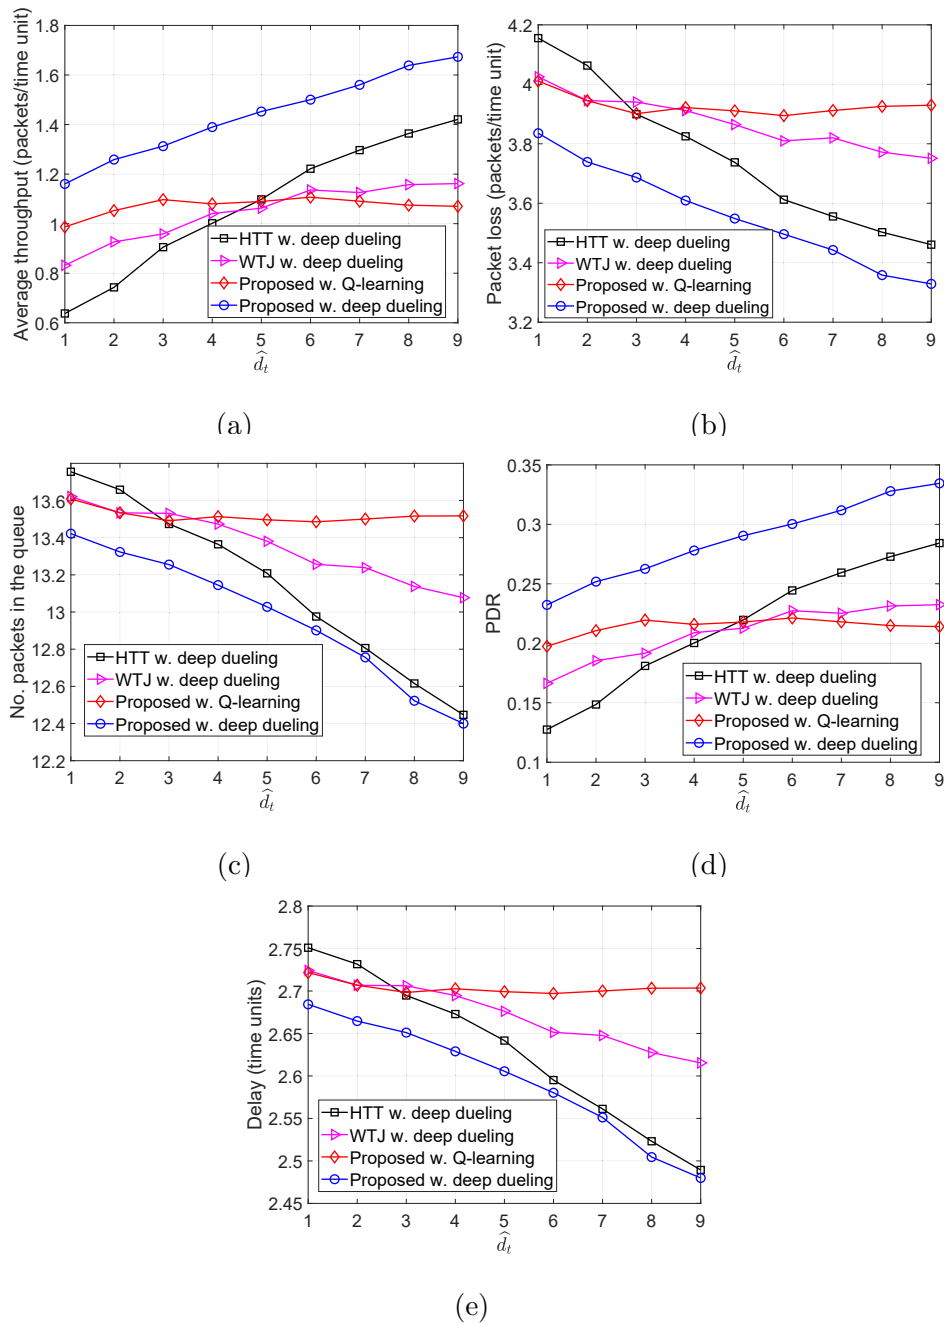 Average throughput (packets/time unit)
1.8
1.6
1.4
1.2
1
0.8
0.6
HTT w. deep dueling
WTJ w. deep dueling
Proposed w. Q-learning
Proposed w. deep dueling
1 2 3 4 5 6 7 8 9
d̂_t
(a)
Packet loss (packets/time unit)
4.2
4
3.8
3.6
3.4
3.2
HTT w. deep dueling
WTJ w. deep dueling
Proposed w. Q-learning
Proposed w. deep dueling
1 2 3 4 5 6 7 8 9
d̂_t
(b)
No. packets in the queue
13.6
13.4
13.2
13
12.8
12.6
12.4
12.2
HTT w. deep dueling
WTJ w. deep dueling
Proposed w. Q-learning
Proposed w. deep dueling
1 2 3 4 5 6 7 8 9
d̂_t
(c)
PDR
0.35
0.3
0.25
0.2
0.15
0.1
HTT w. deep dueling
WTJ w. deep dueling
Proposed w. Q-learning
Proposed w. deep dueling
1 2 3 4 5 6 7 8 9
d̂_t
(d)
Delay (time units)
2.8
2.75
2.7
2.65
2.6
2.55
2.5
2.45
HTT w. deep dueling
WTJ w. deep dueling
Proposed w. Q-learning
Proposed w. deep dueling
1 2 3 4 5 6 7 8 9
d̂_t
(e)